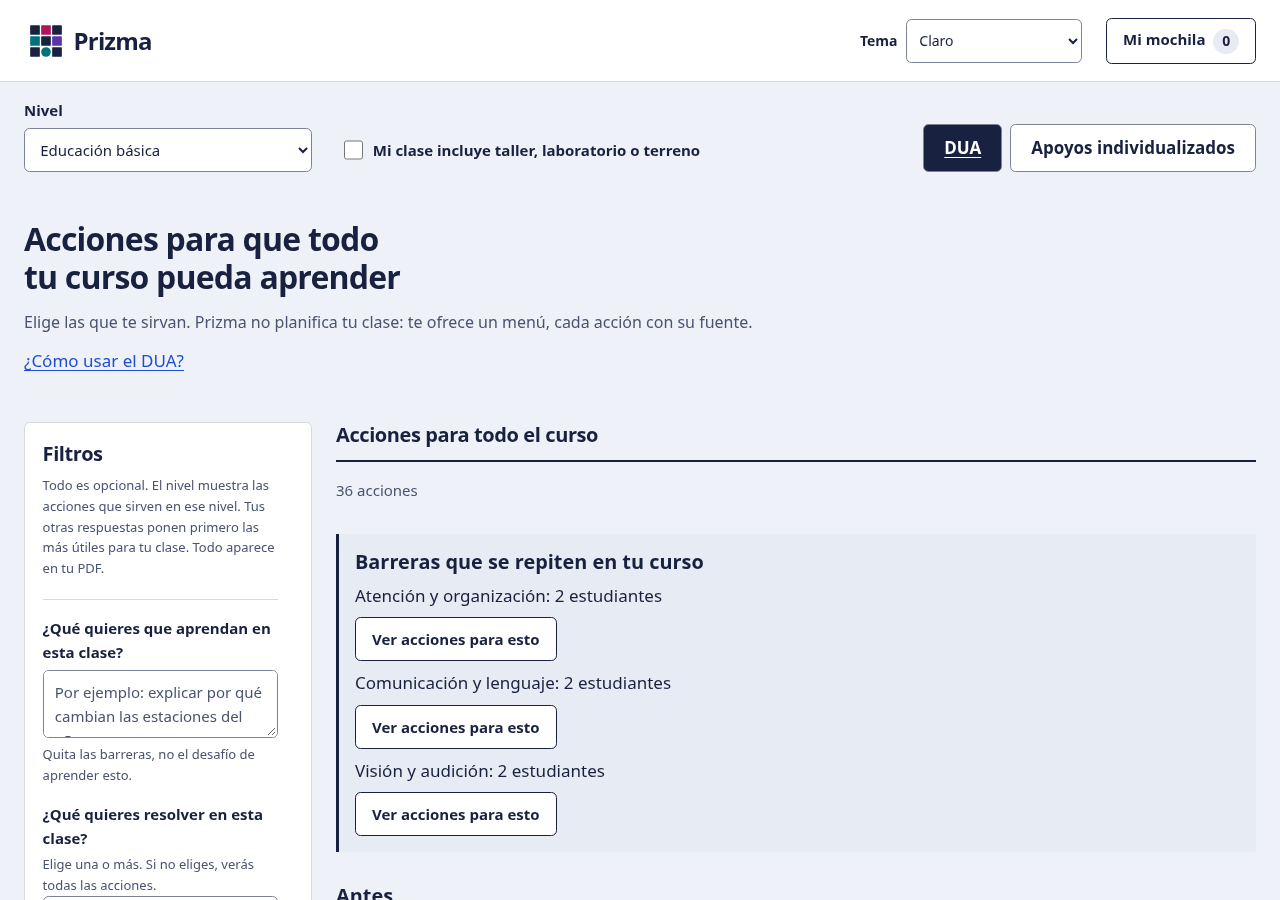 Prizma
Tema
Claro
Mi mochila 0
Nivel
Educación básica
Mi clase incluye taller, laboratorio o terreno
DUA
Apoyos individualizados
Acciones para que todo
tu curso pueda aprender
Elige las que te sirvan. Prizma no planifica tu clase: te ofrece un menú, cada acción con su fuente.
¿Cómo usar el DUA?
Filtros
Todo es opcional. El nivel muestra las
acciones que sirven en ese nivel. Tus
otras respuestas ponen primero las
más útiles para tu clase. Todo aparece
en tu PDF.
¿Qué quieres que aprendan en
esta clase?
Por ejemplo: explicar por qué
cambian las estaciones del
Quita las barreras, no el desafío de
aprender esto.
¿Qué quieres resolver en esta
clase?
Elige una o más. Si no eliges, verás
todas las acciones.
Acciones para todo el curso
36 acciones
Barreras que se repiten en tu curso
Atención y organización: 2 estudiantes
Ver acciones para esto
Comunicación y lenguaje: 2 estudiantes
Ver acciones para esto
Visión y audición: 2 estudiantes
Ver acciones para esto
Antes